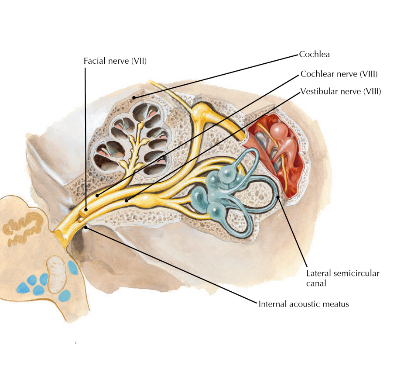 Cochlea
Facial nerve (VII)
Cochlear nerve (VIII)
Vestibular nerve (VIII)
Lateral semicircular
canal
Internal acoustic meatus